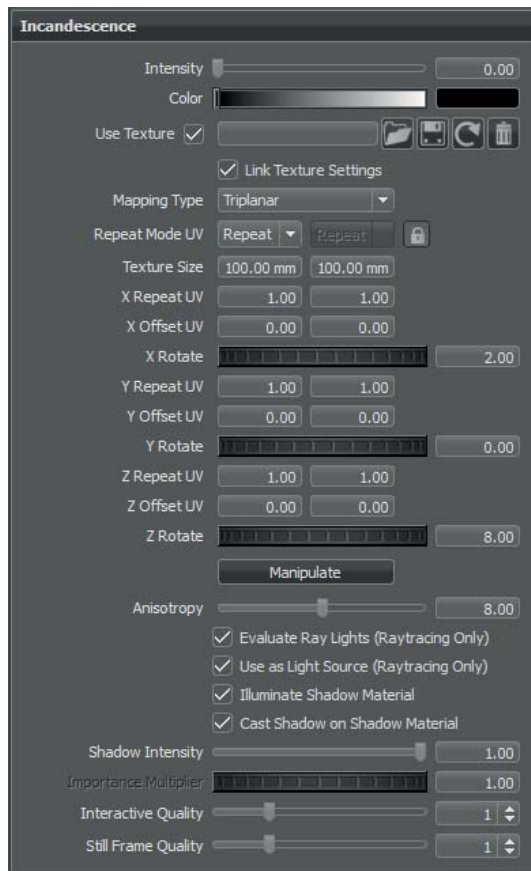 Incandescence
Intensity 0.00
Color
Use Texture
Link Texture Settings
Mapping Type Triplanar
Repeat Mode UV Repeat Repeat
Texture Size 100.00 mm 100.00 mm
X Repeat UV 1.00 1.00
X Offset UV 0.00 0.00
X Rotate 2.00
Y Repeat UV 1.00 1.00
Y Offset UV 0.00 0.00
Y Rotate 0.00
Z Repeat UV 1.00 1.00
Z Offset UV 0.00 0.00
Z Rotate 8.00
Manipulate
Anisotropy 8.00
Evaluate Ray Lights (Raytracing Only)
Use as Light Source (Raytracing Only)
Illuminate Shadow Material
Cast Shadow on Shadow Material
Shadow Intensity 1.00
Importance Multiplier 1.00
Interactive Quality 1
Still Frame Quality 1